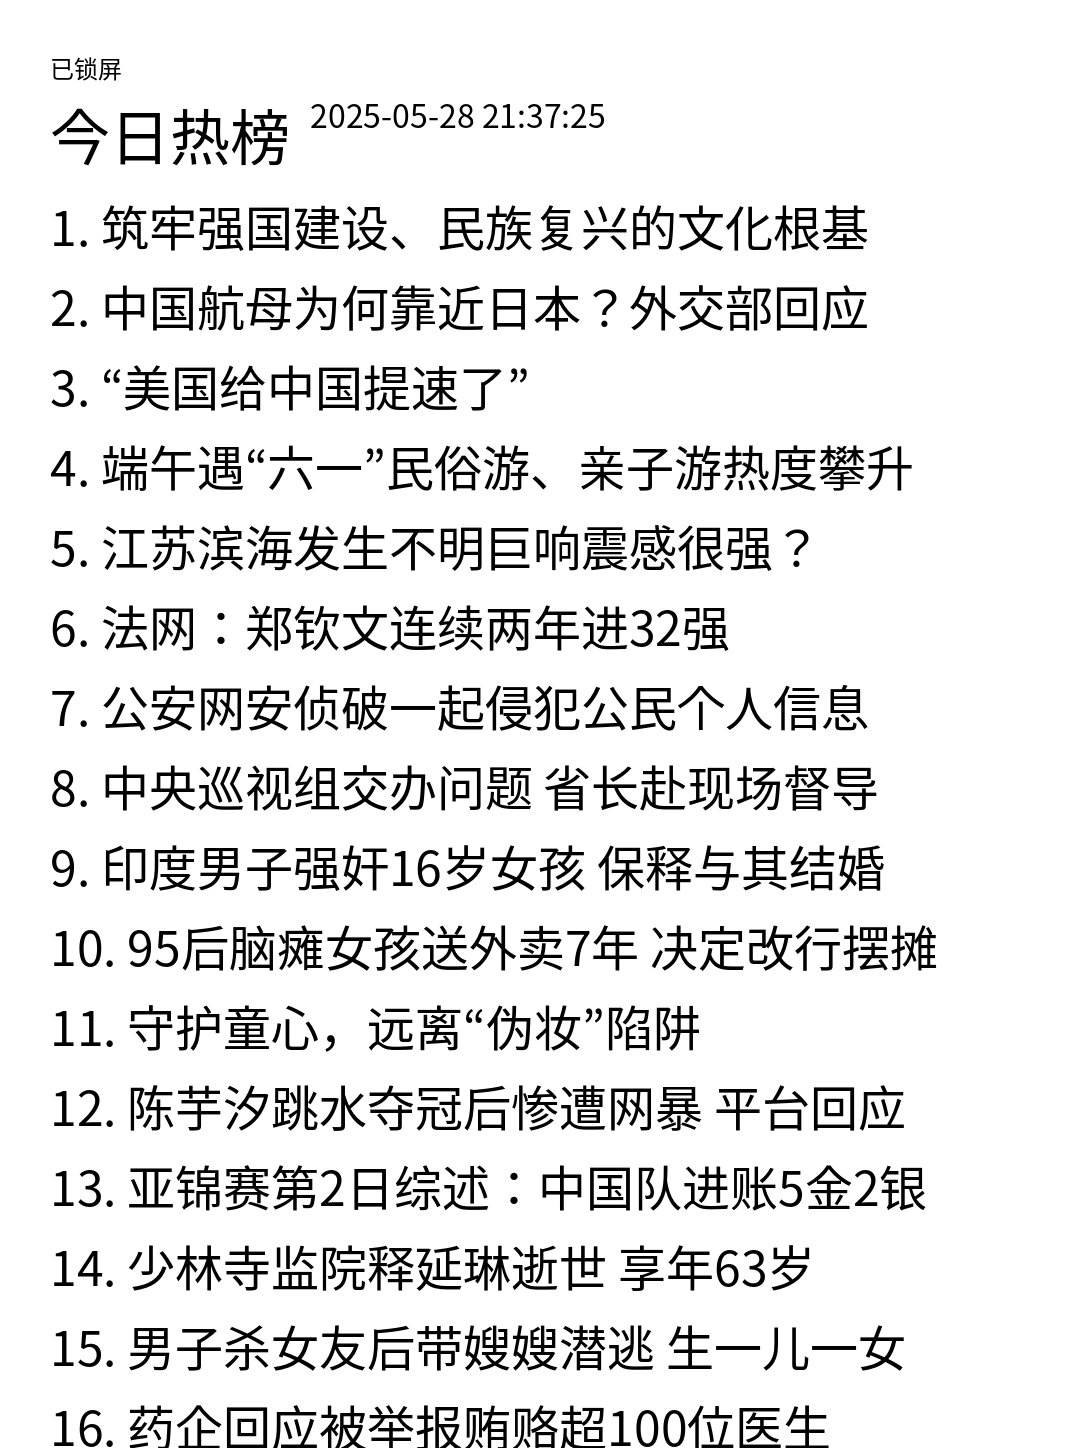 已锁屏
今日热榜 2025-05-28 21:37:25
1. 筑牢强国建设、民族复兴的文化根基
2. 中国航母为何靠近日本？外交部回应
3. “美国给中国提速了”
4. 端午遇“六一”民俗游、亲子游热度攀升
5. 江苏滨海发生不明巨响震感很强？
6. 法网：郑钦文连续两年进32强
7. 公安网安侦破一起侵犯公民个人信息
8. 中央巡视组交办问题 省长赴现场督导
9. 印度男子强奸16岁女孩 保释与其结婚
10. 95后脑瘫女孩送外卖7年 决定改行摆摊
11. 守护童心，远离“伪妆”陷阱
12. 陈芋汐跳水夺冠后惨遭网暴 平台回应
13. 亚锦赛第2日综述：中国队进账5金2银
14. 少林寺监院释延琳逝世 享年63岁
15. 男子杀女友后带嫂嫂潜逃 生一儿一女
16. 药企回应被举报贿赂超100位医生